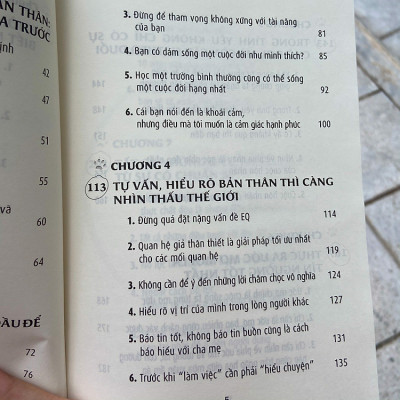 ẢN THÂN:
A TRƯỚC
ịnh
42
47
51
55
và
60
64
ẦU ĐỂ
72
76
3. Đừng để tham vọng không xứng với tài năng
của bạn 81
4. Bạn có dám sống một cuộc đời như mình thích? 85
5. Học một trường bình thường cũng có thể sống
một cuộc đời hạng nhất 92
6. Cái bạn nói đến là khoái cảm,
nhưng điều mà tôi muốn là cảm giác hạnh phúc 100
CHƯƠNG 4
113 TỰ VẤN, HIỂU RÕ BẢN THÂN THÌ CÀNG
NHÌN THẤU THẾ GIỚI
1. Đừng quá đặt nặng vấn đề EQ 114
2. Quan hệ giả thân thiết là giải pháp tối ưu nhất
cho các mối quan hệ 119
3. Không cần để ý đến những lời châm chọc vô nghĩa 124
4. Hiểu rõ vị trí của mình trong lòng người khác 127
5. Báo tin tốt, không báo tin buồn cũng là cách
báo hiếu với cha mẹ 131
6. Trước khi "làm việc" cần phải "hiểu chuyện" 135